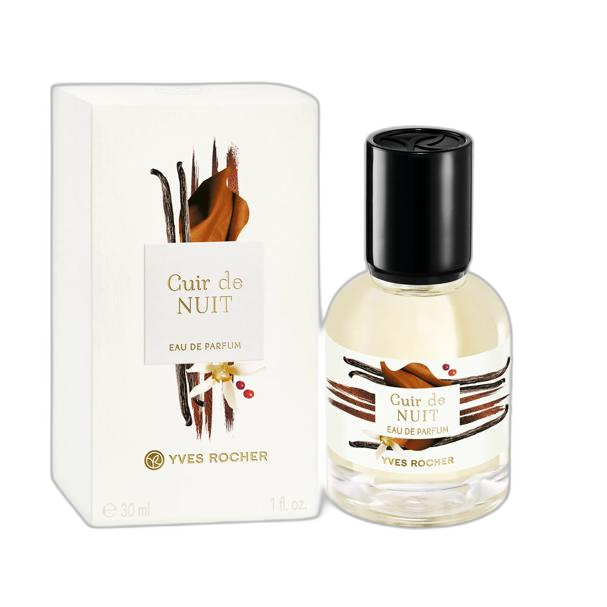 Cuir de
NUIT
EAU DE PARFUM
YVES ROCHER
℮ 30 ml
1 fl. oz.
Cuir de
NUIT
EAU DE PARFUM
YVES ROCHER